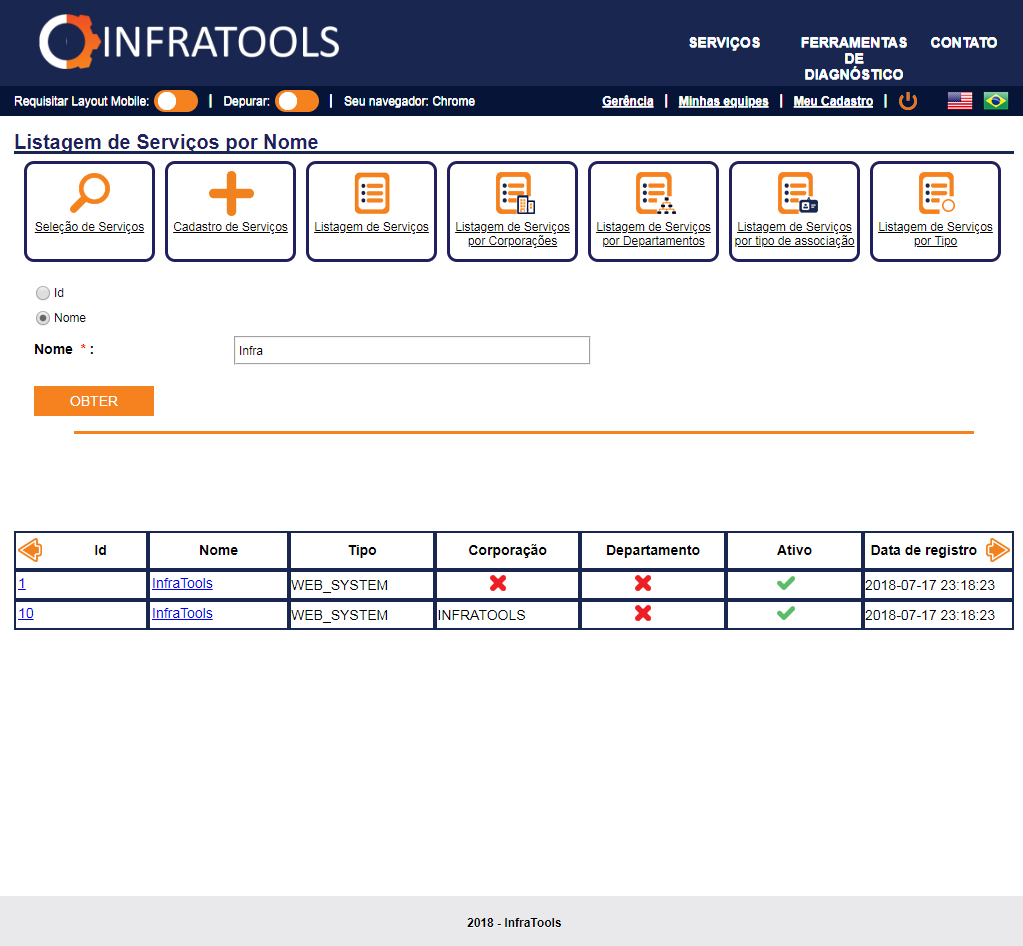 INFRATOOLS
SERVIÇOS
FERRAMENTAS
DE
DIAGNÓSTICO
CONTATO
Requisitar Layout Mobile: | Depurar: | Seu navegador: Chrome
Gerência | Minhas equipes | Meu Cadastro |
Listagem de Serviços por Nome
Seleção de Serviços
Cadastro de Serviços
Listagem de Serviços
Listagem de Serviços
por Corporações
Listagem de Serviços
por Departamentos
Listagem de Serviços
por tipo de associação
Listagem de Serviços
por Tipo
Id
Nome
Nome * :
Infra
OBTER
Id Nome Tipo Corporação Departamento Ativo Data de registro
1 InfraTools WEB_SYSTEM 2018-07-17 23:18:23
10 InfraTools WEB_SYSTEM INFRATOOLS 2018-07-17 23:18:23
2018 - InfraTools